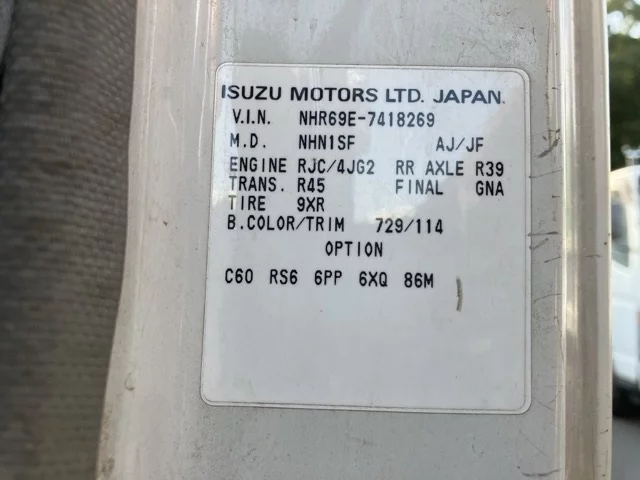 ISUZU MOTORS LTD. JAPAN.
V.I.N. NHR69E-7418269
M.D. NHN1SF AJ/JF
ENGINE RJC/4JG2 RR AXLE R39
TRANS. R45 FINAL GNA
TIRE 9XR
B.COLOR/TRIM 729/114
OPTION
C60 RS6 6PP 6XQ 86M